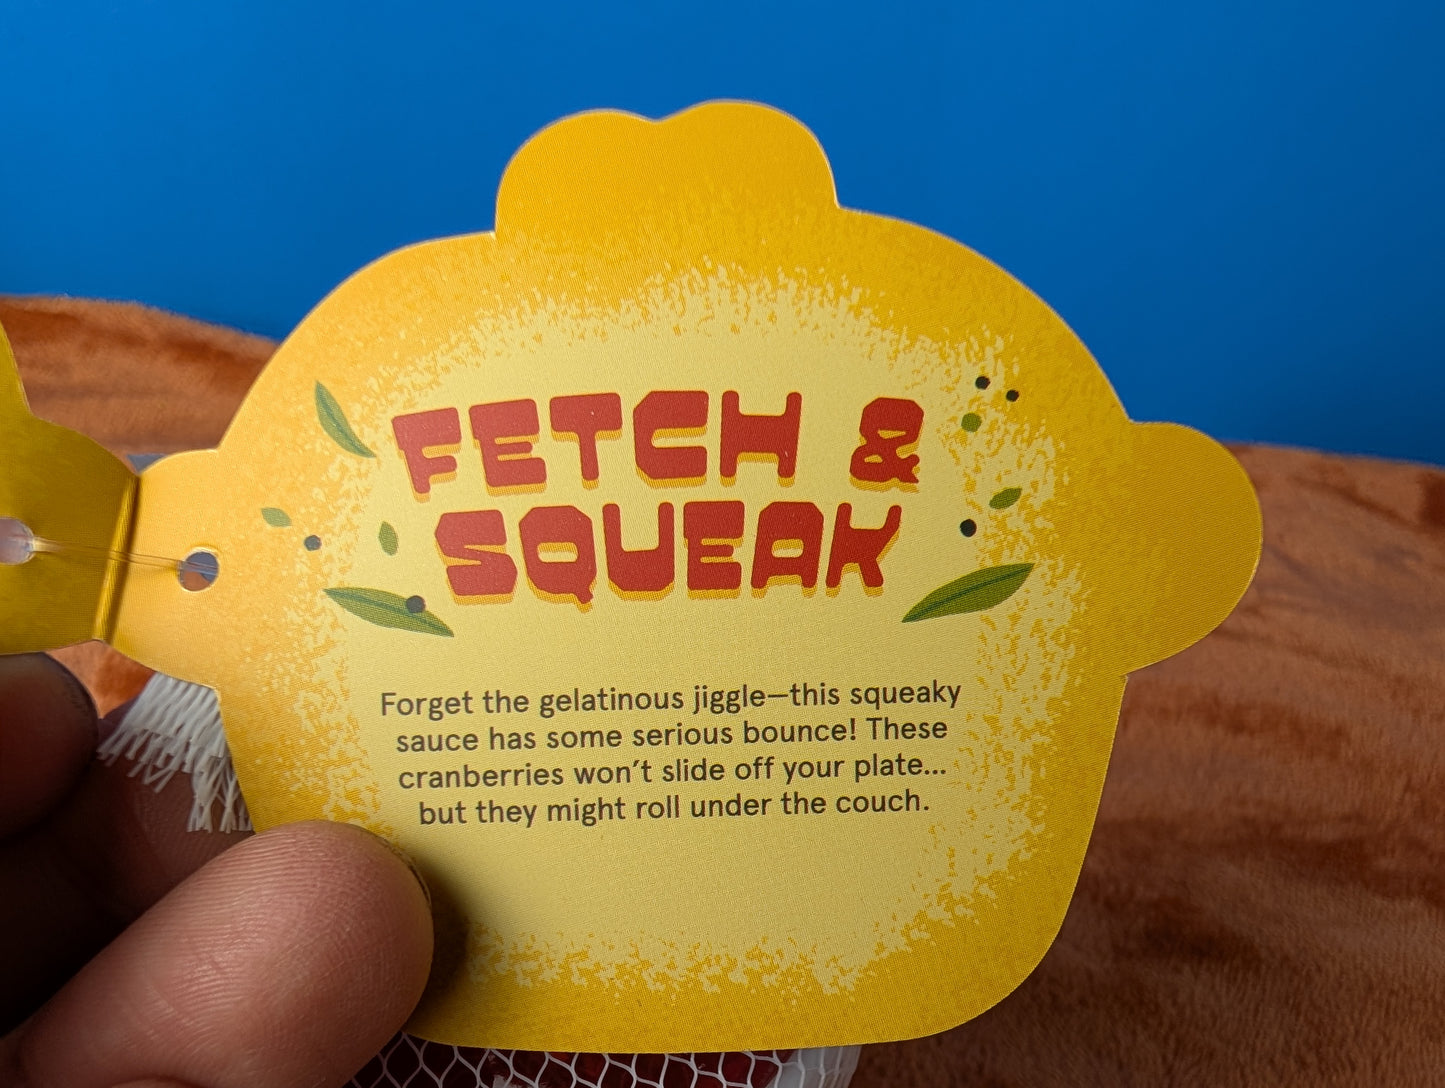 FETCH &
SQUEAK
Forget the gelatinous jiggle—this squeaky
sauce has some serious bounce! These
cranberries won’t slide off your plate...
but they might roll under the couch.